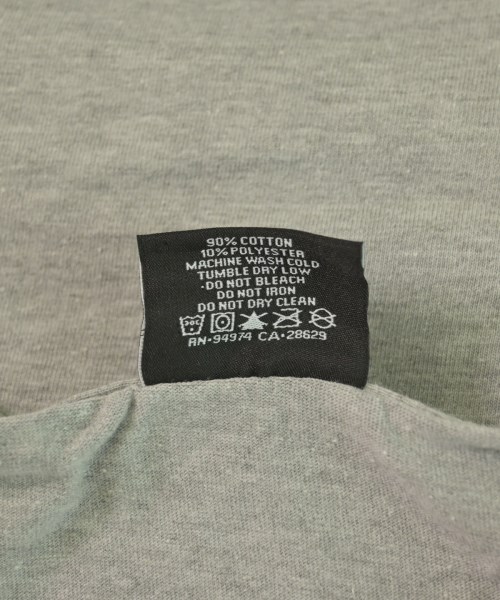 90% COTTON
10% POLYESTER
MACHINE WASH COLD
TUMBLE DRY LOW
·DO NOT BLEACH
DO NOT IRON
DO NOT DRY CLEAN
30C
RN·94974 CA·28629